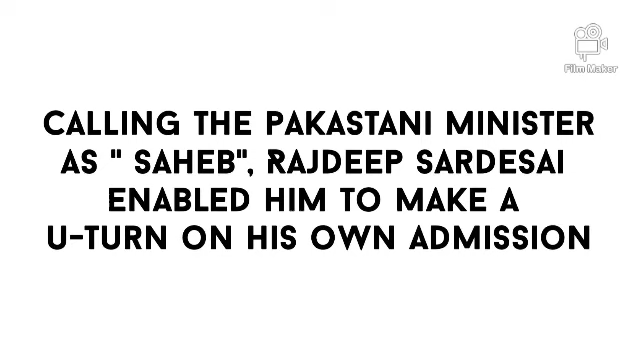 Film Maker
CALLING THE PAKASTANI MINISTER
AS " SAHEB", RAJDEEP SARDESAI
ENABLED HIM TO MAKE A
U-TURN ON HIS OWN ADMISSION